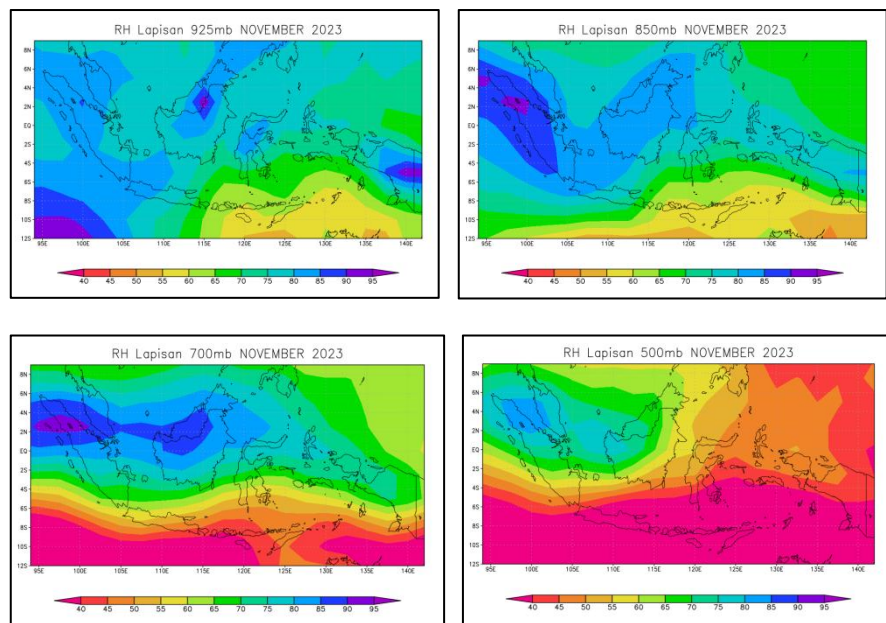 RH Lapisan 925mb NOVEMBER 2023
8N
6N
4N
2N
EQ
2S
4S
6S
8S
10S
12S
95E 100E 105E 110E 115E 120E 125E 130E 135E 140E
40 45 50 55 60 65 70 75 80 85 90 95
RH Lapisan 850mb NOVEMBER 2023
8N
6N
4N
2N
EQ
2S
4S
6S
8S
10S
12S
95E 100E 105E 110E 115E 120E 125E 130E 135E 140E
40 45 50 55 60 65 70 75 80 85 90 95
RH Lapisan 700mb NOVEMBER 2023
8N
6N
4N
2N
EQ
2S
4S
6S
8S
10S
12S
95E 100E 105E 110E 115E 120E 125E 130E 135E 140E
40 45 50 55 60 65 70 75 80 85 90 95
RH Lapisan 500mb NOVEMBER 2023
8N
6N
4N
2N
EQ
2S
4S
6S
8S
10S
12S
95E 100E 105E 110E 115E 120E 125E 130E 135E 140E
40 45 50 55 60 65 70 75 80 85 90 95